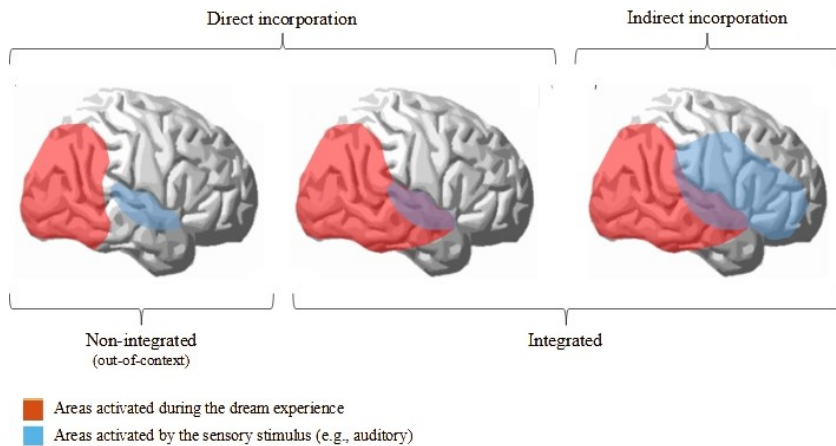 Direct incorporation
Indirect incorporation
Non-integrated
(out-of-context)
Integrated
Areas activated during the dream experience
Areas activated by the sensory stimulus (e.g., auditory)